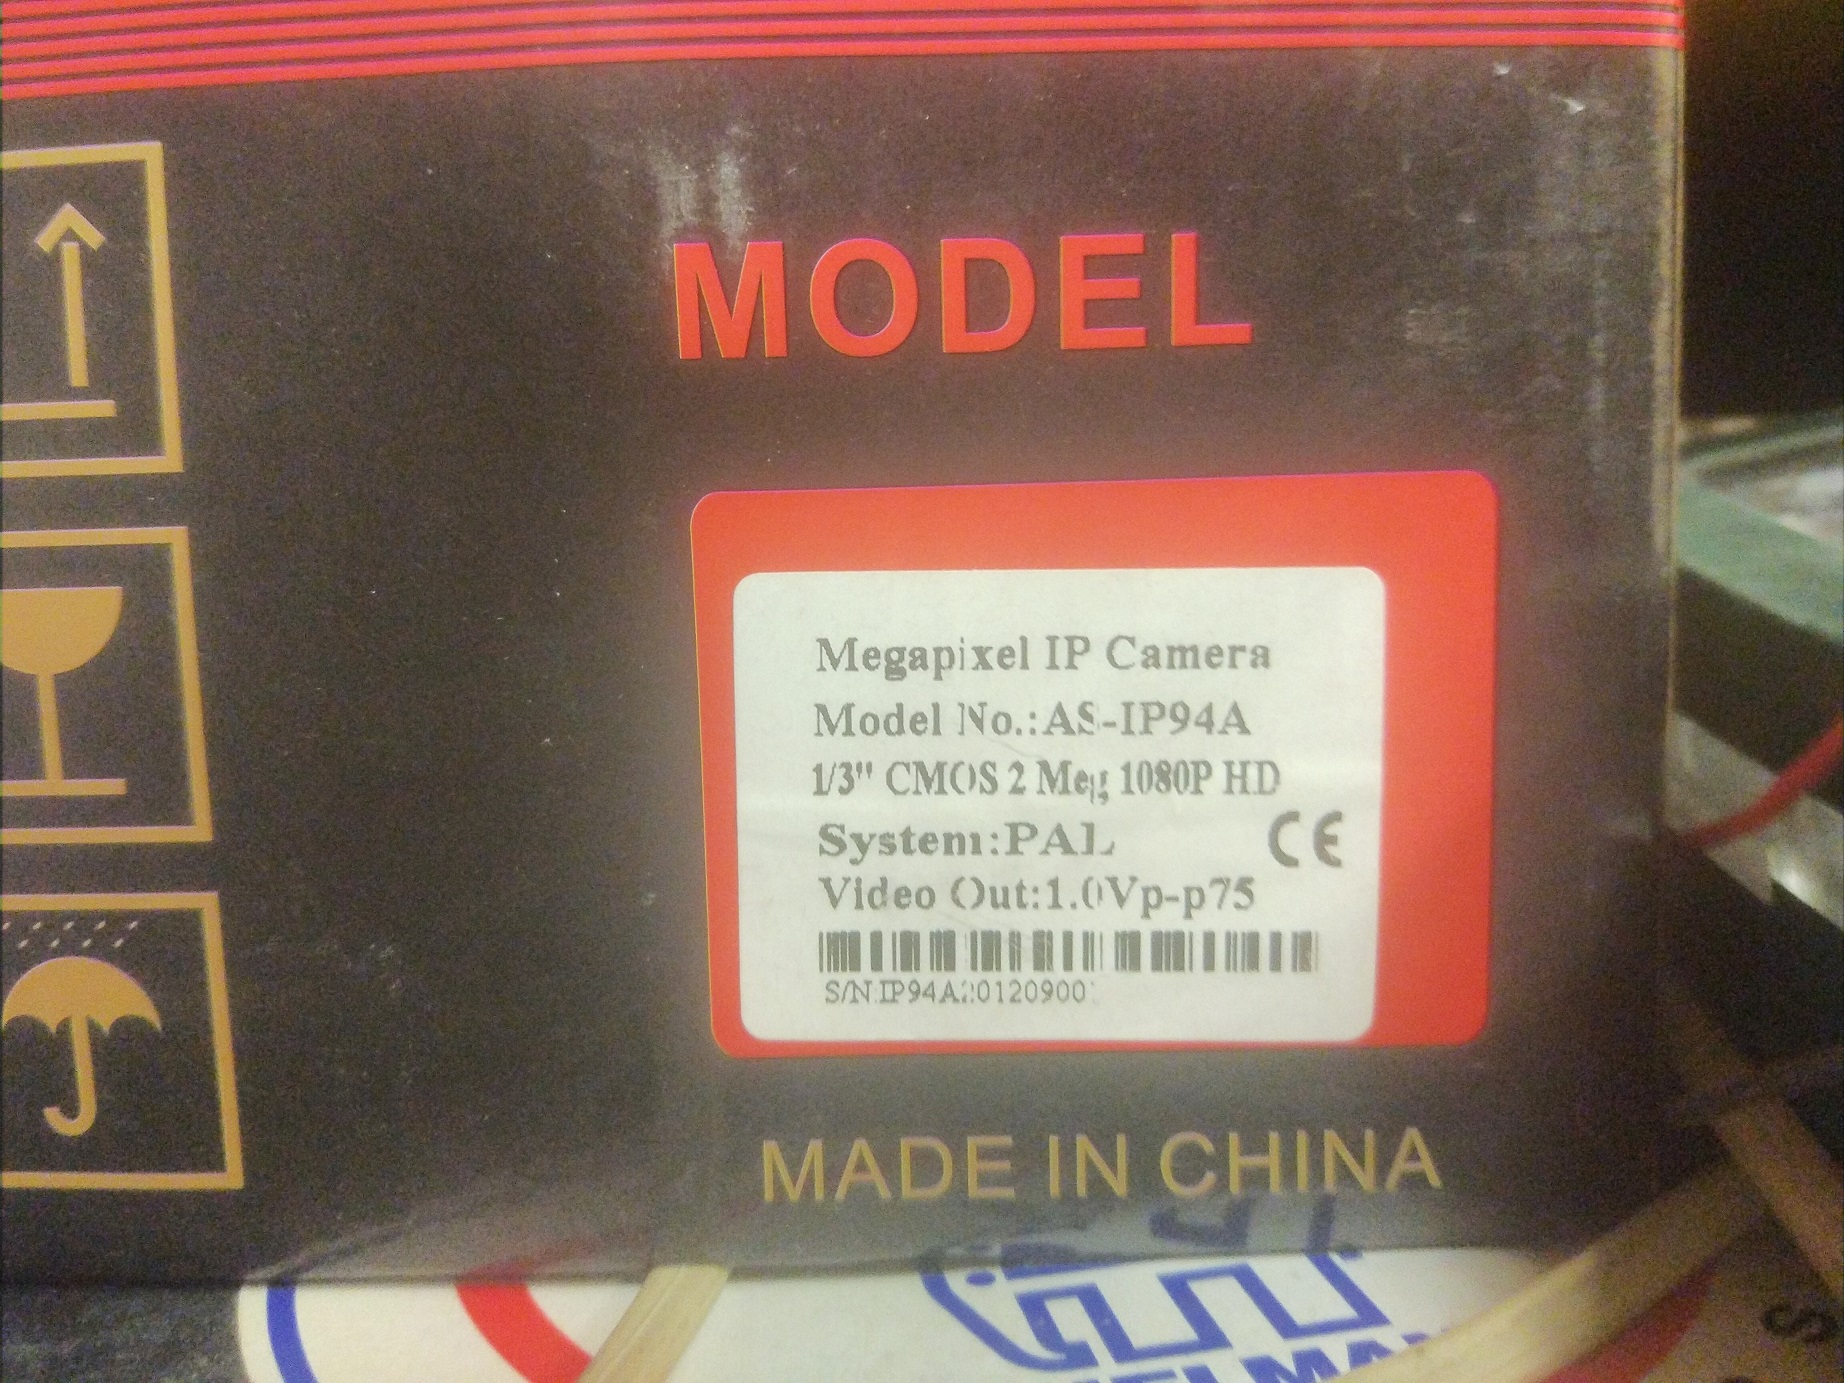 MODEL
Megapixel IP Camera
Model No.:AS-IP94A
1/3" CMOS 2 Meg 1080P HD
System:PAL
CE
Video Out:1.0Vp-p75
MADE IN CHINA